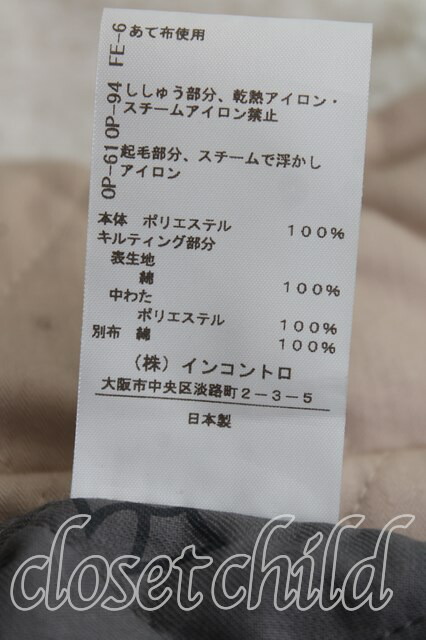 FE-6
あて布使用
OP-94
ししゅう部分、乾熱アイロン・
スチームアイロン禁止
OP-61
起毛部分、スチームで浮かし
アイロン
本体 ポリエステル 100%
キルティング部分
表生地
綿 100%
中わた
ポリエステル 100%
別布 綿 100%
（株）インコントロ
大阪市中央区淡路町2-3-5
日本製
closet child